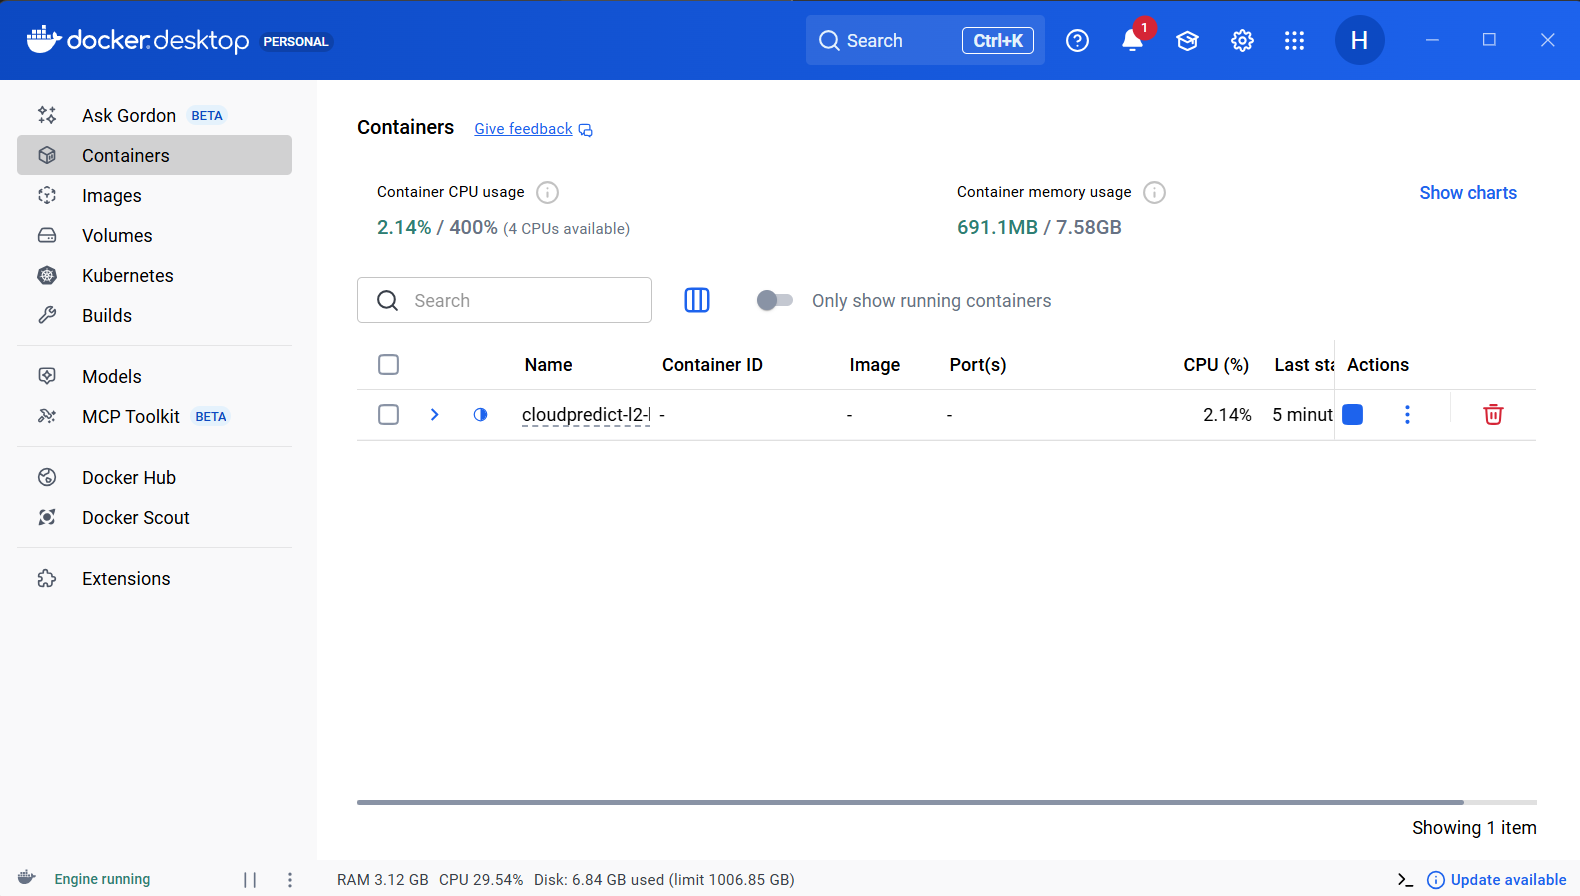 docker.desktop PERSONAL
Search Ctrl+K
1
H
Ask Gordon BETA
Containers
Images
Volumes
Kubernetes
Builds
Models
MCP Toolkit BETA
Docker Hub
Docker Scout
Extensions
Containers Give feedback
Container CPU usage
2.14% / 400% (4 CPUs available)
Container memory usage
691.1MB / 7.58GB
Show charts
Search
Only show running containers
Name Container ID Image Port(s) CPU (%) Last sta Actions
cloudpredict-l2- - - - 2.14% 5 minut
Showing 1 item
Engine running
RAM 3.12 GB CPU 29.54% Disk: 6.84 GB used (limit 1006.85 GB)
Update available